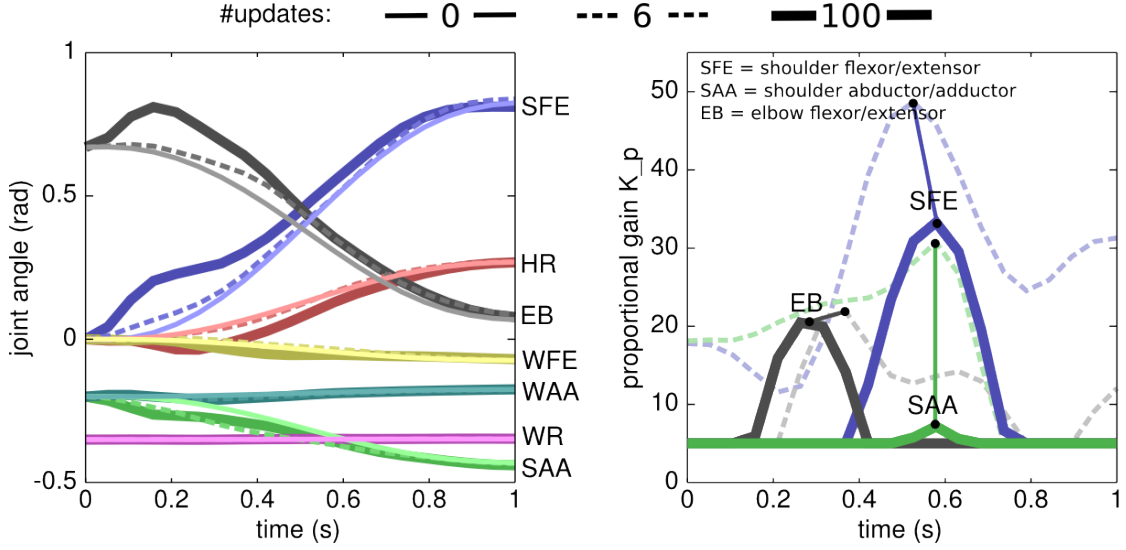 #updates: 0 6 100
1
0.5
0
-0.5
joint angle (rad)
0 0.2 0.4 0.6 0.8 1
time (s)
SFE
HR
EB
WFE
WAA
WR
SAA
SFE = shoulder flexor/extensor
SAA = shoulder abductor/adductor
EB = elbow flexor/extensor
50
40
30
20
10
0
proportional gain K_p
SFE
EB
SAA
0 0.2 0.4 0.6 0.8 1
time (s)